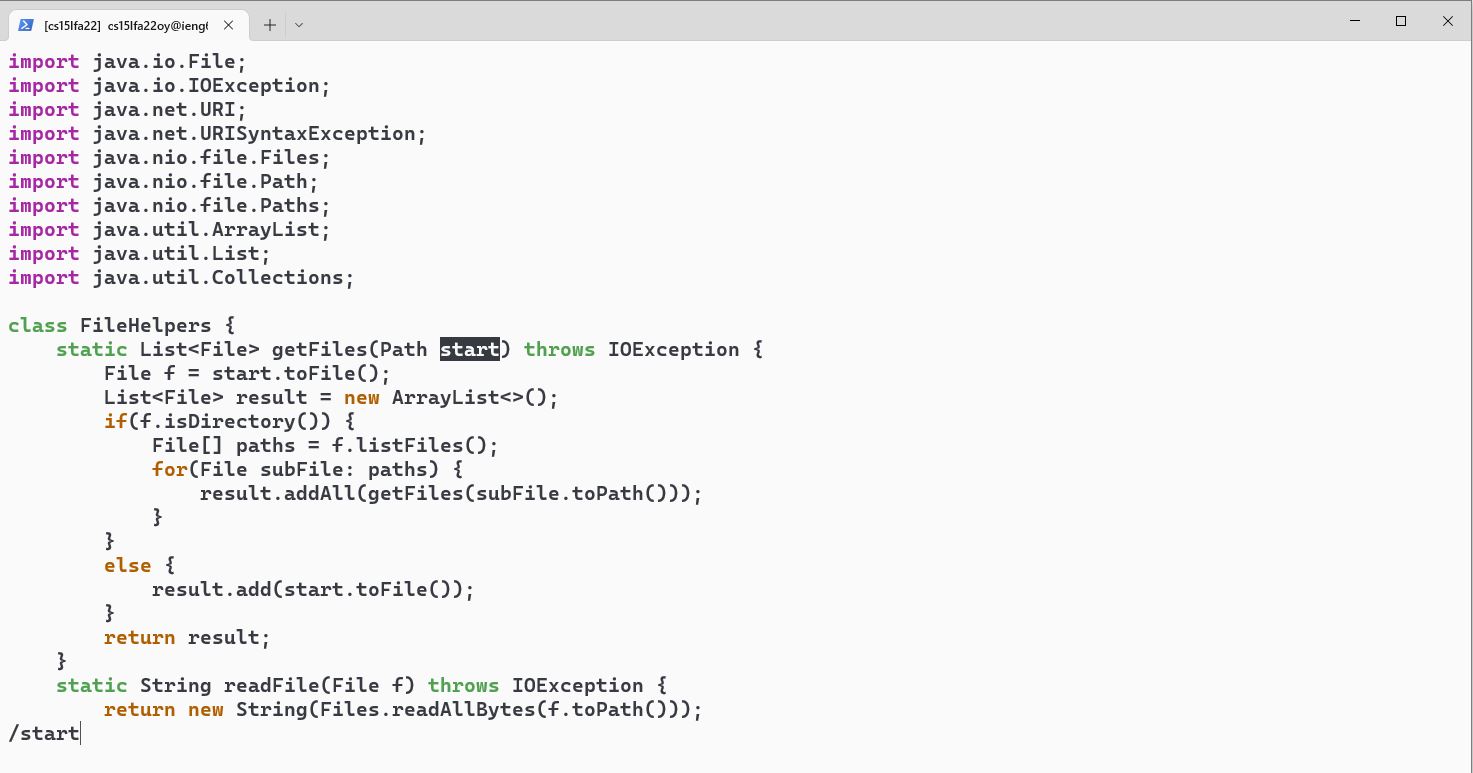 [cs15lfa22] cs15lfa22oy@ieng6
import java.io.File;
import java.io.IOException;
import java.net.URI;
import java.net.URISyntaxException;
import java.nio.file.Files;
import java.nio.file.Path;
import java.nio.file.Paths;
import java.util.ArrayList;
import java.util.List;
import java.util.Collections;

class FileHelpers {
    static List<File> getFiles(Path start) throws IOException {
        File f = start.toFile();
        List<File> result = new ArrayList<>();
        if(f.isDirectory()) {
            File[] paths = f.listFiles();
            for(File subFile: paths) {
                result.addAll(getFiles(subFile.toPath()));
            }
        }
        else {
            result.add(start.toFile());
        }
        return result;
    }
    static String readFile(File f) throws IOException {
        return new String(Files.readAllBytes(f.toPath()));
/start